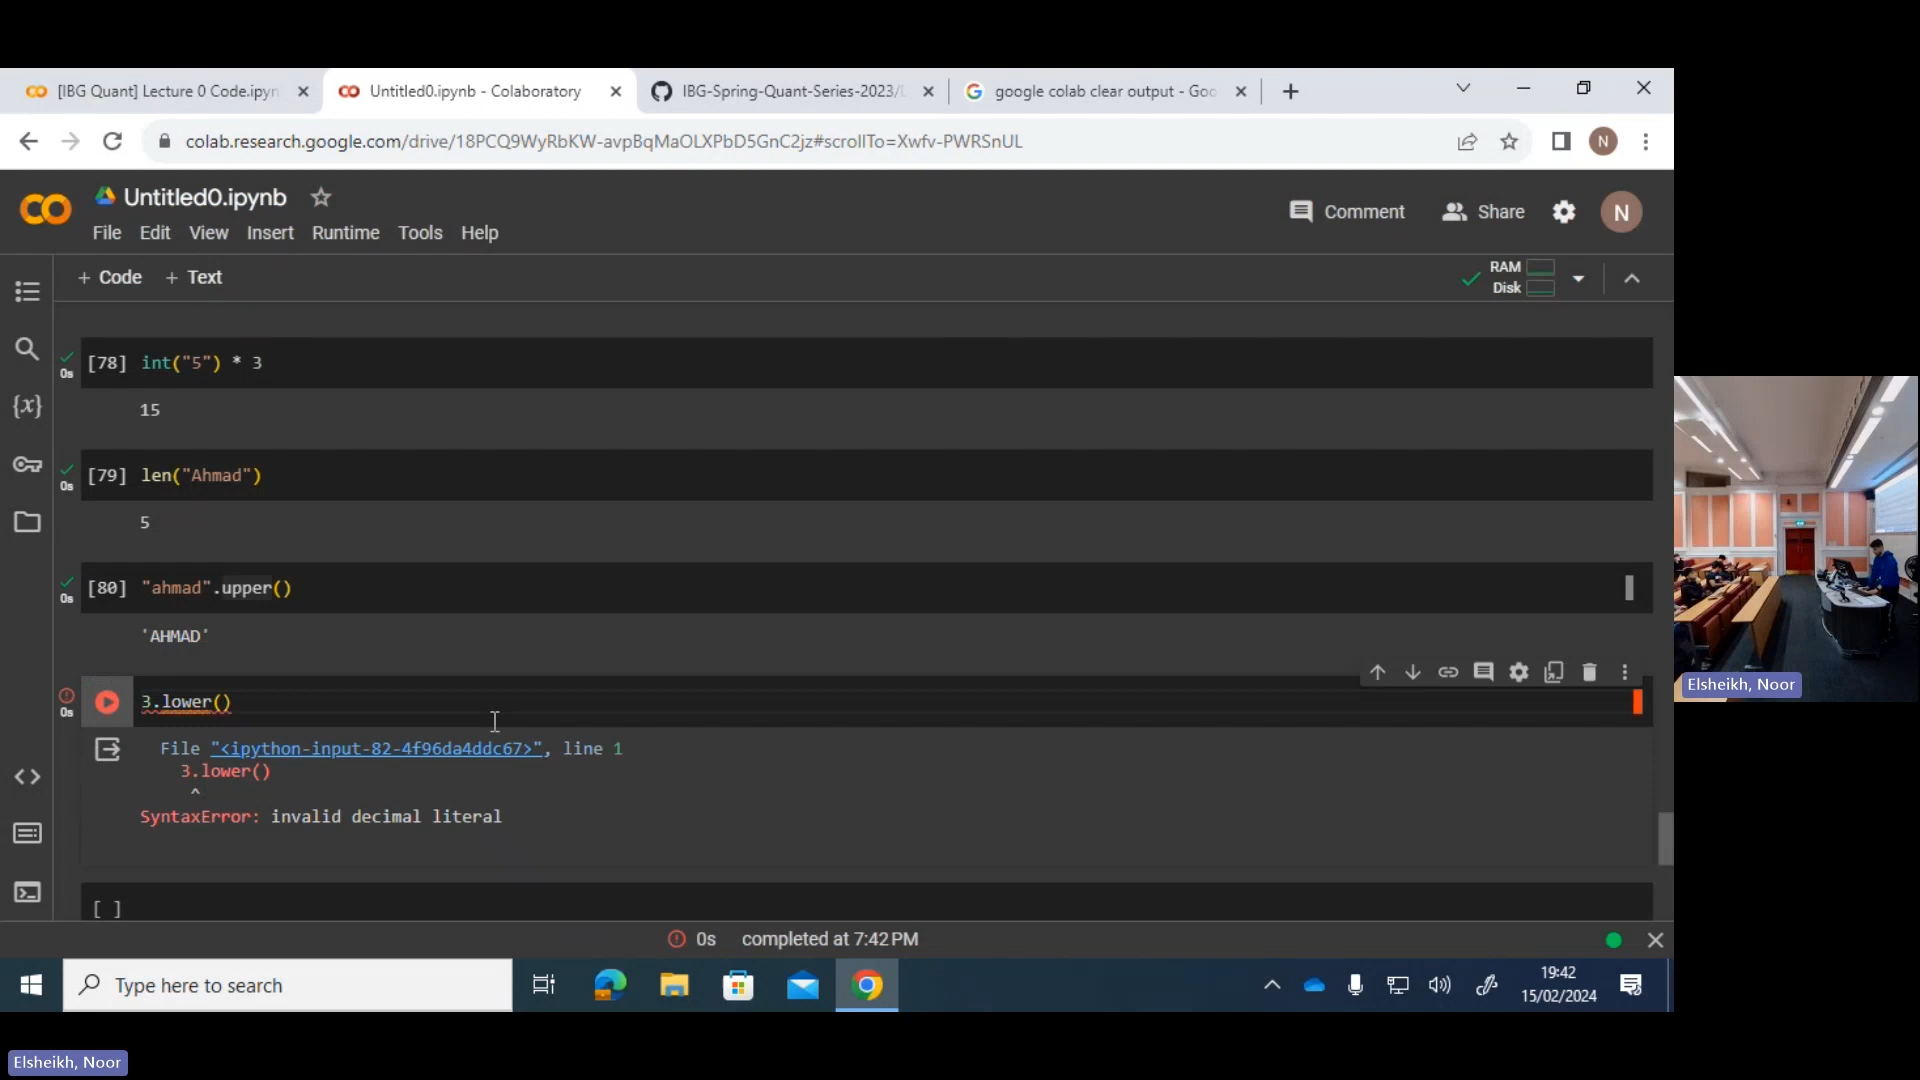 [IBG Quant] Lecture 0 Code.ipyn
Untitled0.ipynb - Colaboratory
IBG-Spring-Quant-Series-2023/
google colab clear output - Goo
colab.research.google.com/drive/18PCQ9WyRbKW-avpBqMaOLXPbD5GnC2jz#scrollTo=Xwfv-PWRSnUL
N
Untitled0.ipynb
File Edit View Insert Runtime Tools Help
Comment
Share
N
+ Code + Text
RAM
Disk
{x}
[78] int("5") * 3
0s
15
[79] len("Ahmad")
0s
5
[80] "ahmad".upper()
0s
'AHMAD'
3.lower()
0s
File "<ipython-input-82-4f96da4ddc67>", line 1
3.lower()
^
SyntaxError: invalid decimal literal
[ ]
0s completed at 7:42 PM
Type here to search
19:42
15/02/2024
Elsheikh, Noor
Elsheikh, Noor